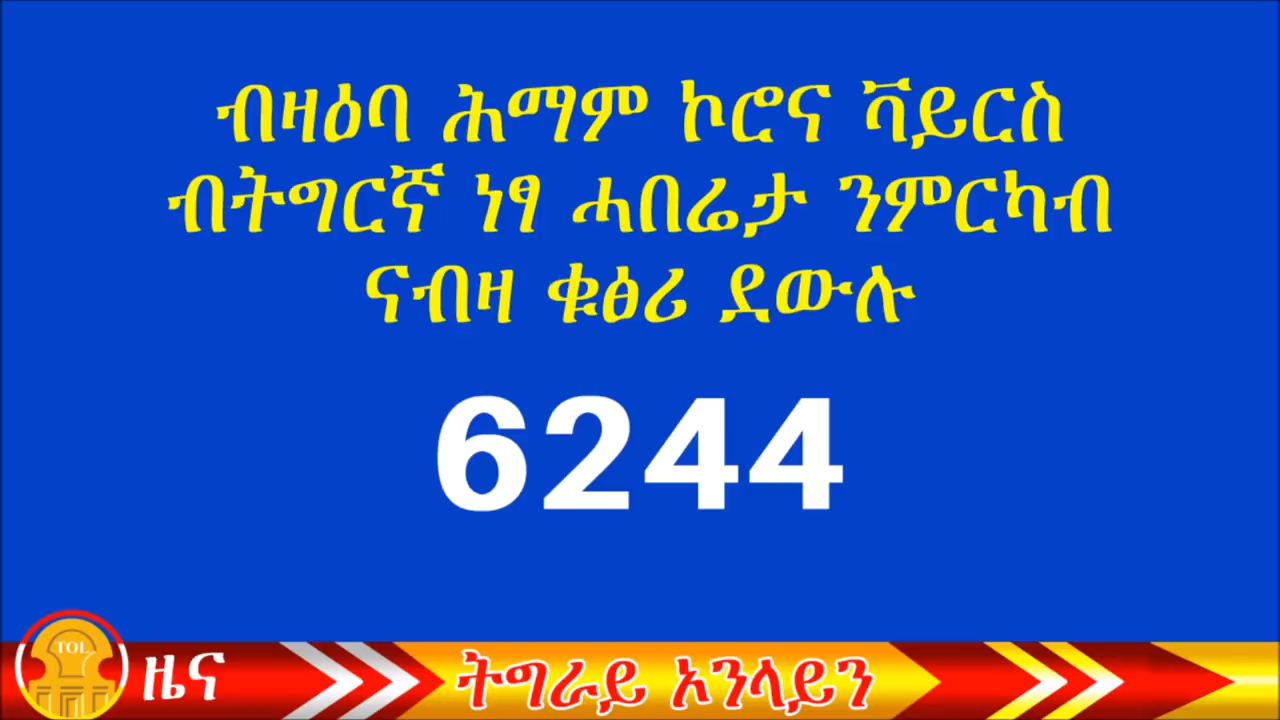 ብዛዕባ ሕማም ኮሮና ቫይርስ
ብትግርኛ ነፃ ሓበሬታ ንምርካብ
ናብዛ ቁፅሪ ደውሉ
6244
TOL
ዜና
ትግራይ ኦንላይን